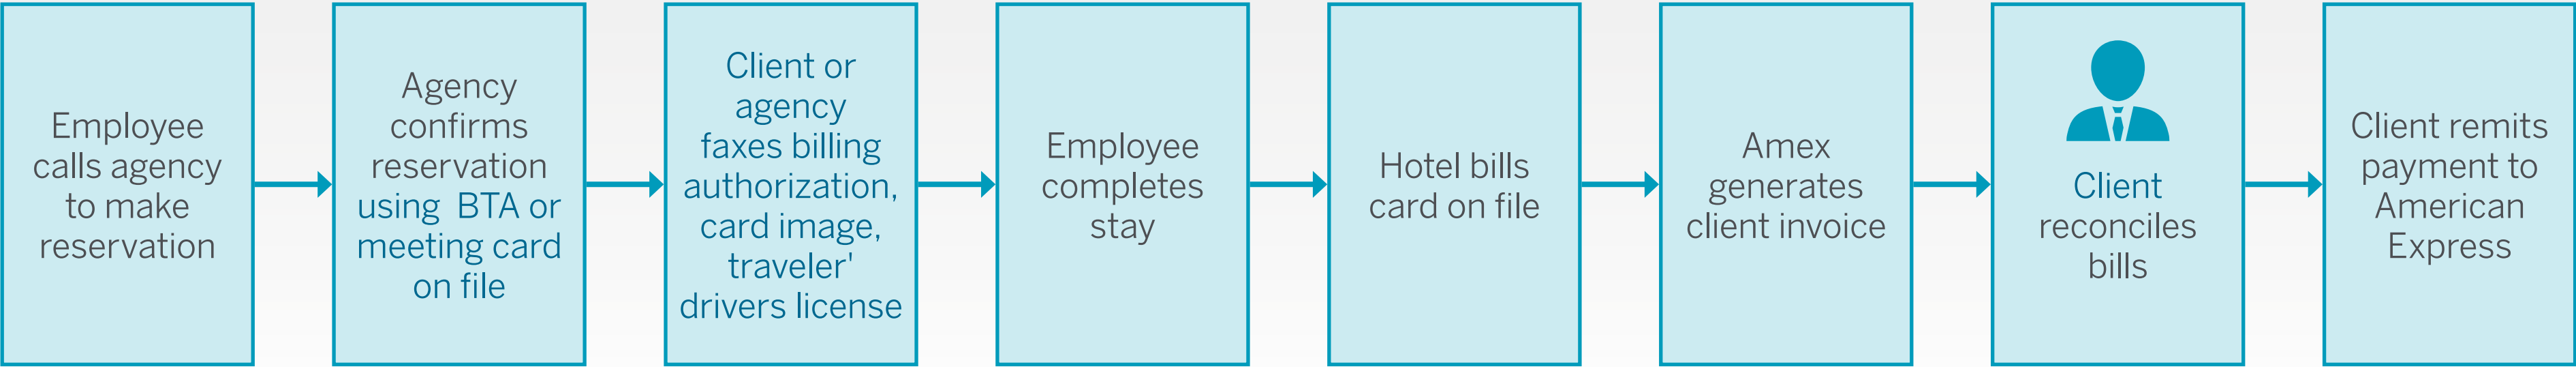 Employee
calls agency
to make
reservation
Agency
confirms
reservation
using BTA or
meeting card
on file
Client or
agency
faxes billing
authorization,
card image,
traveler'
drivers license
Employee
completes
stay
Hotel bills
card on file
Amex
generates
client invoice
Client
reconciles
bills
Client remits
payment to
American
Express